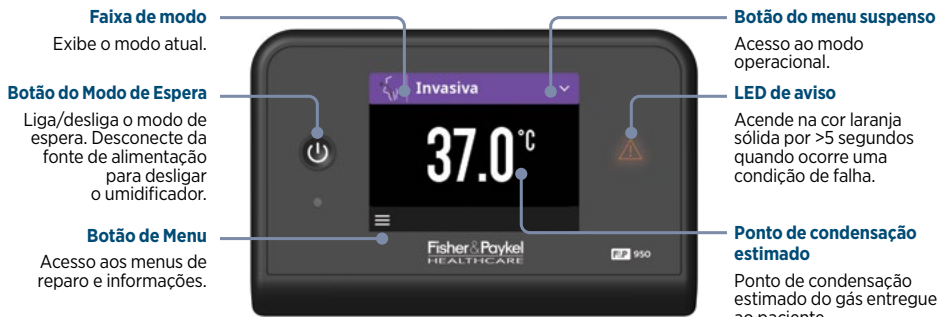 Faixa de modo
Exibe o modo atual.
Botão do Modo de Espera
Liga/desliga o modo de
espera. Desconecte da
fonte de alimentação
para desligar
o umidificador.
Botão de Menu
Acesso aos menus de
reparo e informações.
Invasiva
37.0°C
Fisher & Paykel
HEALTHCARE
F&P 950
Botão do menu suspenso
Acesso ao modo
operacional.
LED de aviso
Acende na cor laranja
sólida por >5 segundos
quando ocorre uma
condição de falha.
Ponto de condensação
estimado
Ponto de condensação
estimado do gás entregue
ao paciente